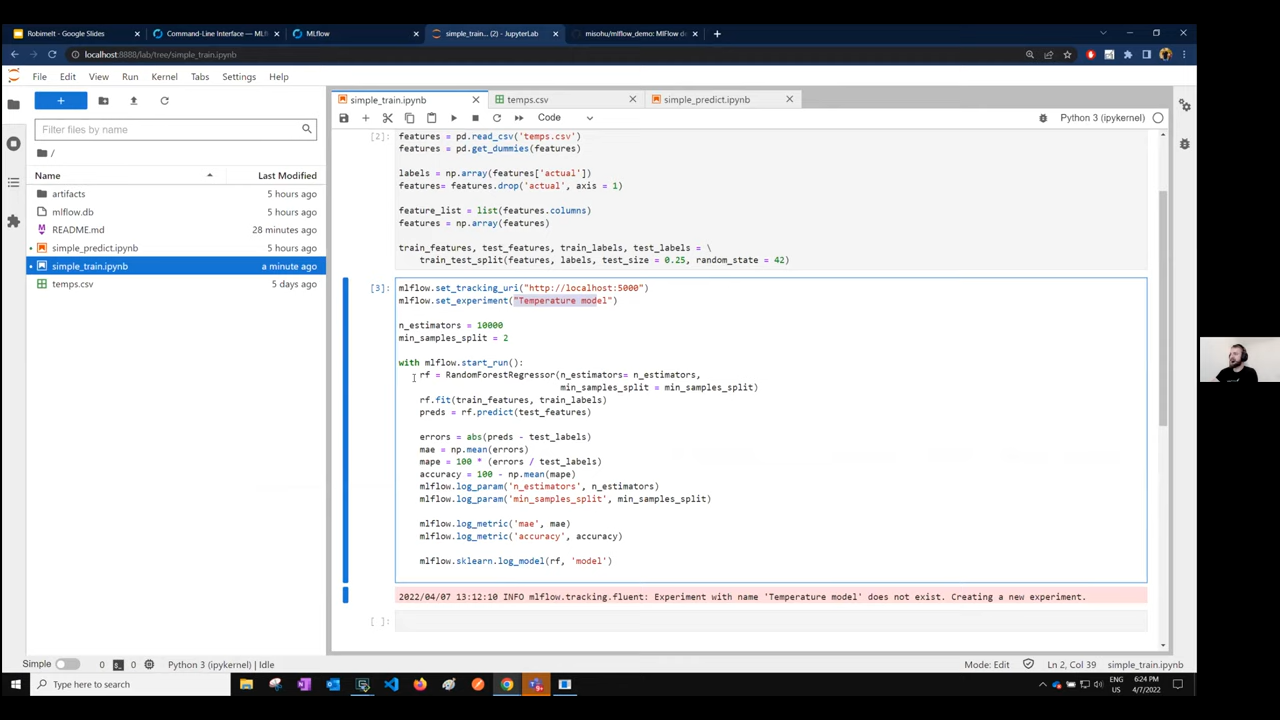 Robimelt - Google Slides
Command-Line Interface — MLfl
MLflow
simple_train... (2) - JupyterLab
misohu/mlflow_demo: MlFlow de
localhost:8888/lab/tree/simple_train.ipynb
File Edit View Run Kernel Tabs Settings Help
simple_train.ipynb
temps.csv
simple_predict.ipynb
Code
Python 3 (ipykernel)
Filter files by name
/
Name Last Modified
artifacts 5 hours ago
mlflow.db 5 hours ago
README.md 28 minutes ago
simple_predict.ipynb 5 hours ago
simple_train.ipynb a minute ago
temps.csv 5 days ago
[2]:
features = pd.read_csv('temps.csv')
features = pd.get_dummies(features)
labels = np.array(features['actual'])
features= features.drop('actual', axis = 1)
feature_list = list(features.columns)
features = np.array(features)
train_features, test_features, train_labels, test_labels = \
train_test_split(features, labels, test_size = 0.25, random_state = 42)
[3]:
mlflow.set_tracking_uri("http://localhost:5000")
mlflow.set_experiment("Temperature model")
n_estimators = 10000
min_samples_split = 2
with mlflow.start_run():
rf = RandomForestRegressor(n_estimators= n_estimators,
min_samples_split = min_samples_split)
rf.fit(train_features, train_labels)
preds = rf.predict(test_features)
errors = abs(preds - test_labels)
mae = np.mean(errors)
mape = 100 * (errors / test_labels)
accuracy = 100 - np.mean(mape)
mlflow.log_param('n_estimators', n_estimators)
mlflow.log_param('min_samples_split', min_samples_split)
mlflow.log_metric('mae', mae)
mlflow.log_metric('accuracy', accuracy)
mlflow.sklearn.log_model(rf, 'model')
2022/04/07 13:12:10 INFO mlflow.tracking.fluent: Experiment with name 'Temperature model' does not exist. Creating a new experiment.
[ ]:
Simple 0 0 Python 3 (ipykernel) | Idle
Mode: Edit Ln 2, Col 39 simple_train.ipynb
Type here to search
ENG
US
6:24 PM
4/7/2022